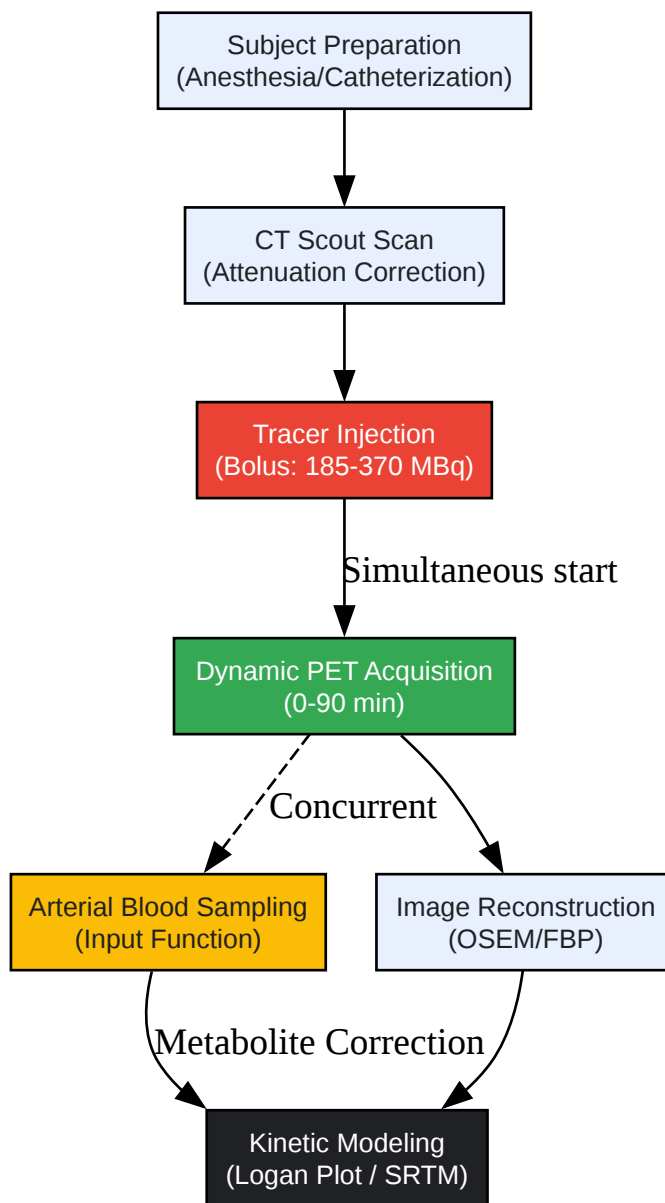 Subject Preparation
(Anesthesia/Catheterization)
CT Scout Scan
(Attenuation Correction)
Tracer Injection
(Bolus: 185-370 MBq)
Simultaneous start
Dynamic PET Acquisition
(0-90 min)
Concurrent
Arterial Blood Sampling
(Input Function)
Image Reconstruction
(OSEM/FBP)
Metabolite Correction
Kinetic Modeling
(Logan Plot / SRTM)